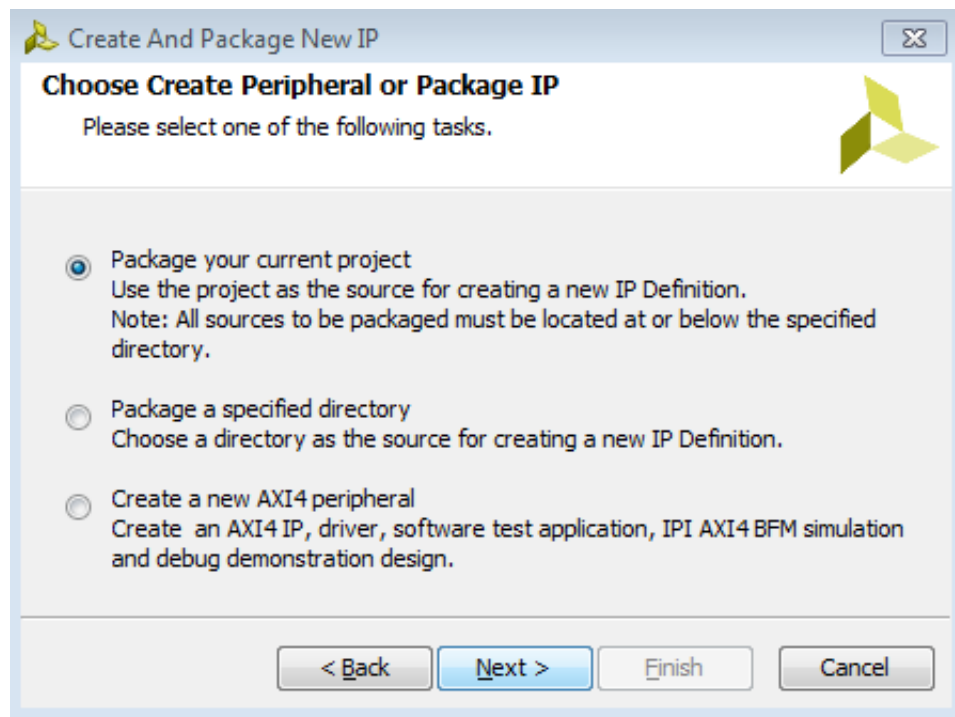 Create And Package New IP
Choose Create Peripheral or Package IP
Please select one of the following tasks.
Package your current project
Use the project as the source for creating a new IP Definition.
Note: All sources to be packaged must be located at or below the specified
directory.
Package a specified directory
Choose a directory as the source for creating a new IP Definition.
Create a new AXI4 peripheral
Create an AXI4 IP, driver, software test application, IPI AXI4 BFM simulation
and debug demonstration design.
< Back
Next >
Finish
Cancel